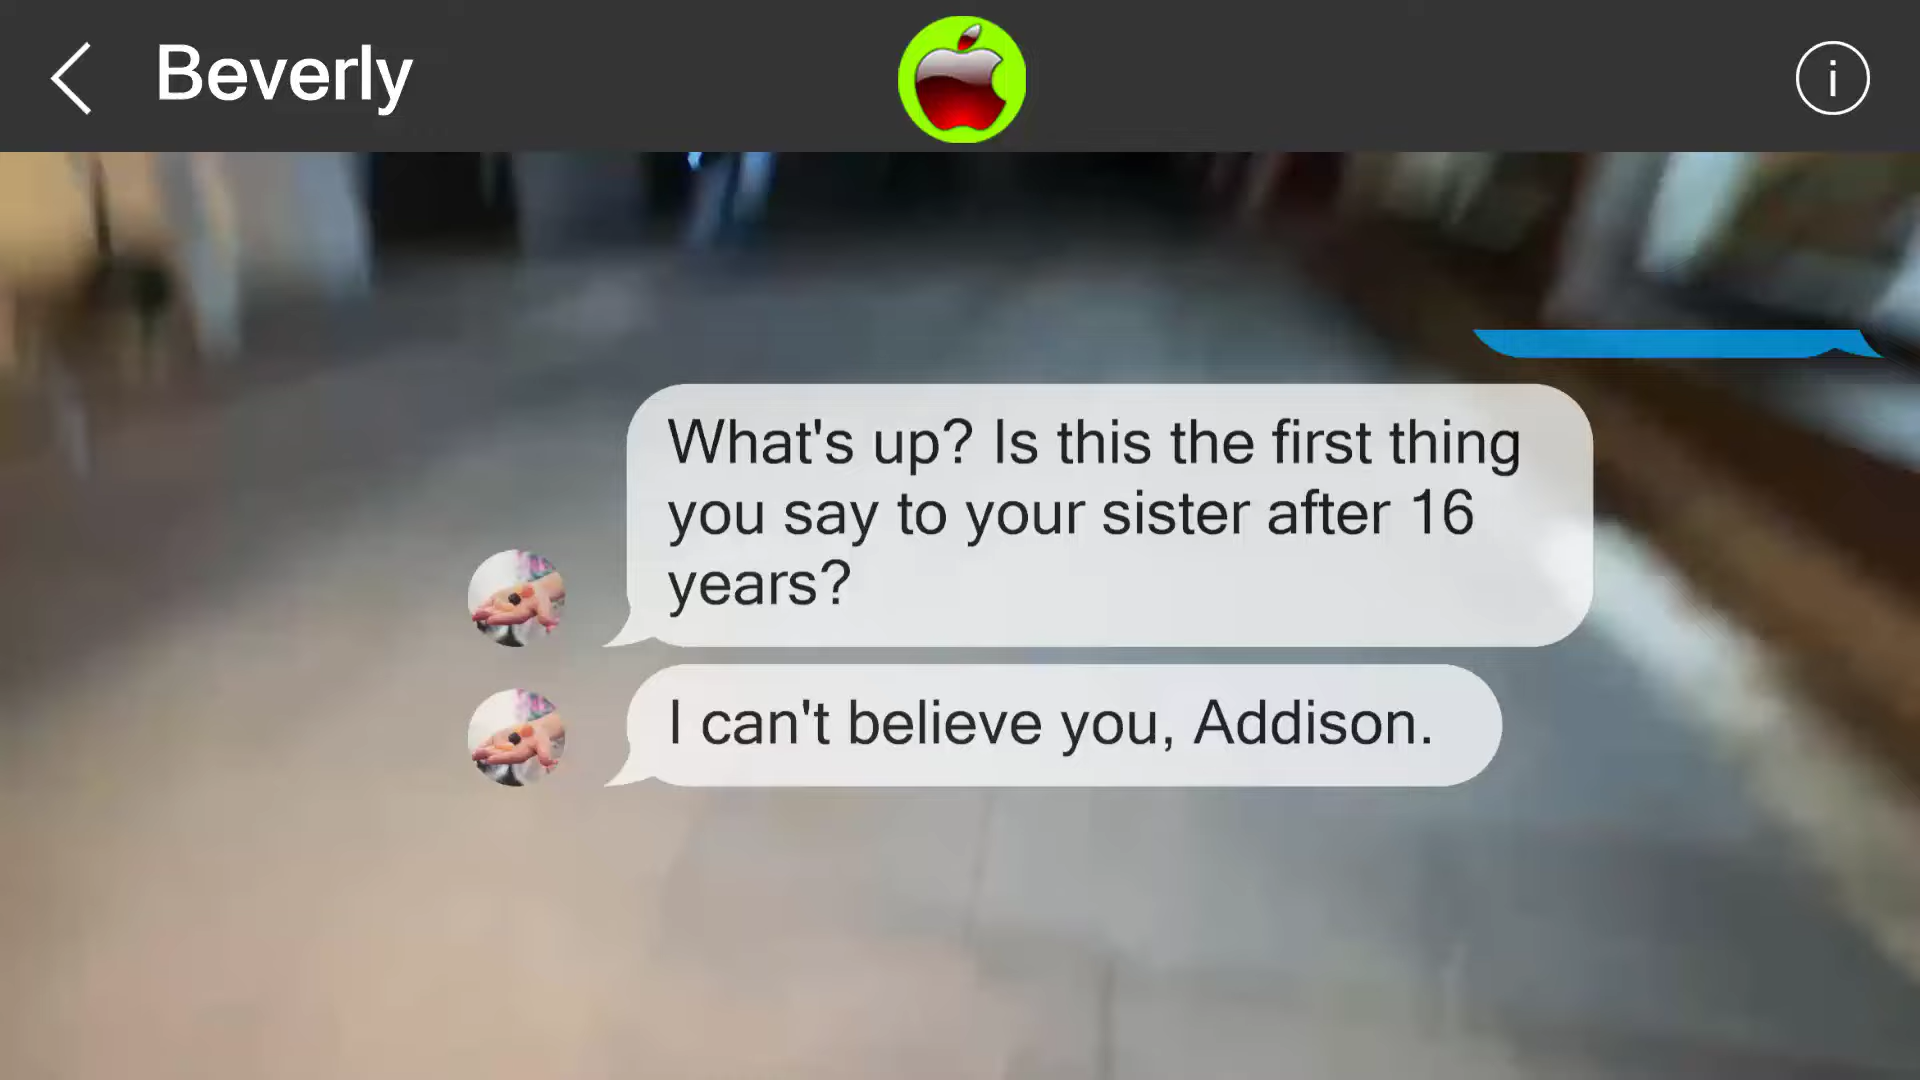 Beverly
What's up? Is this the first thing
you say to your sister after 16
years?
I can't believe you, Addison.